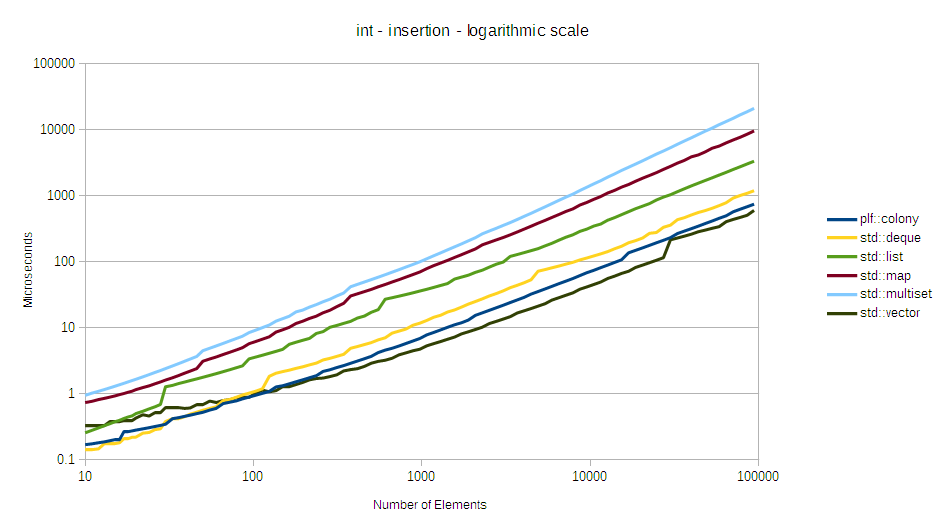 int - insertion - logarithmic scale
100000
10000
1000
100
10
1
0.1
Microseconds
10 100 1000 10000 100000
Number of Elements
plf::colony
std::deque
std::list
std::map
std::multiset
std::vector